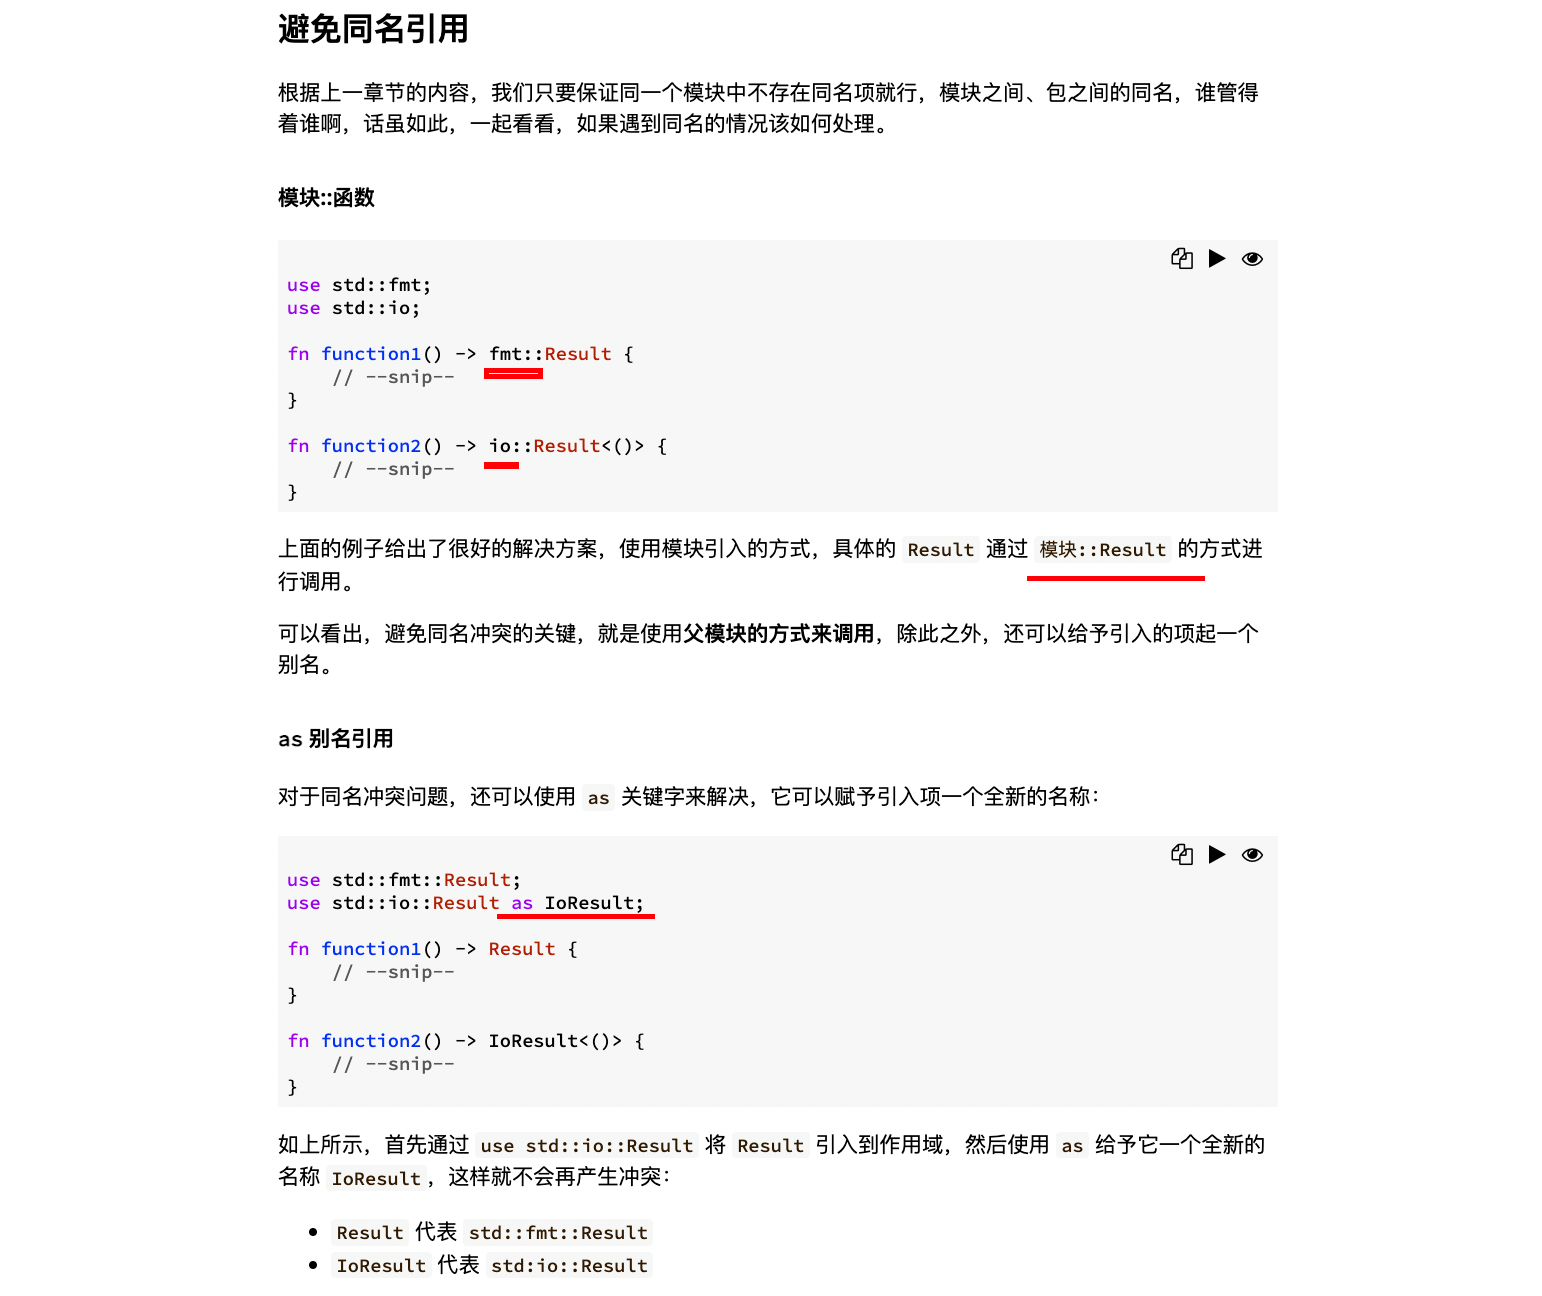 避免同名引用
根据上一章节的内容，我们只要保证同一个模块中不存在同名项就行，模块之间、包之间的同名，谁管得
着谁啊，话虽如此，一起看看，如果遇到同名的情况该如何处理。
模块::函数
use std::fmt;
use std::io;
fn function1() -> fmt::Result {
    // --snip--
}
fn function2() -> io::Result<()> {
    // --snip--
}
上面的例子给出了很好的解决方案，使用模块引入的方式，具体的 Result 通过 模块::Result 的方式进
行调用。
可以看出，避免同名冲突的关键，就是使用父模块的方式来调用，除此之外，还可以给予引入的项起一个
别名。
as 别名引用
对于同名冲突问题，还可以使用 as 关键字来解决，它可以赋予引入项一个全新的名称：
use std::fmt::Result;
use std::io::Result as IoResult;
fn function1() -> Result {
    // --snip--
}
fn function2() -> IoResult<()> {
    // --snip--
}
如上所示，首先通过 use std::io::Result 将 Result 引入到作用域，然后使用 as 给予它一个全新的
名称 IoResult，这样就不会再产生冲突：
• Result 代表 std::fmt::Result
• IoResult 代表 std:io::Result